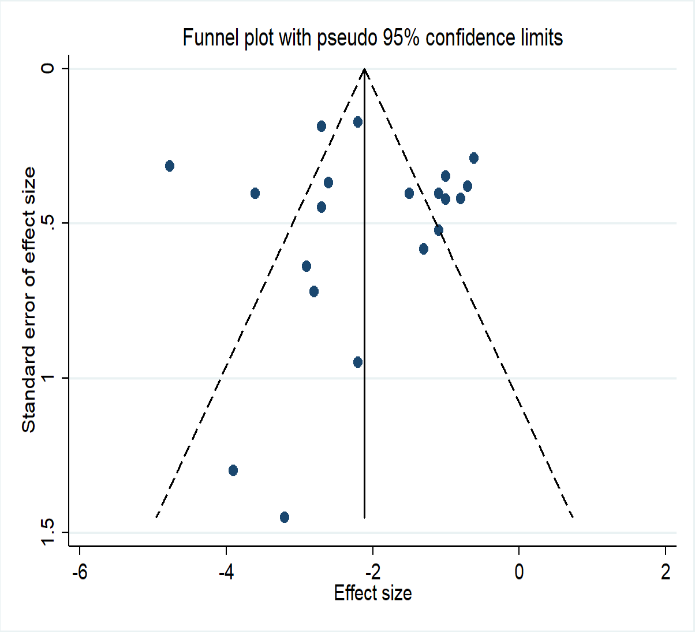 Funnel plot with pseudo 95% confidence limits
0
.5
1
1.5
Standard error of effect size
-6 -4 -2 0 2
Effect size